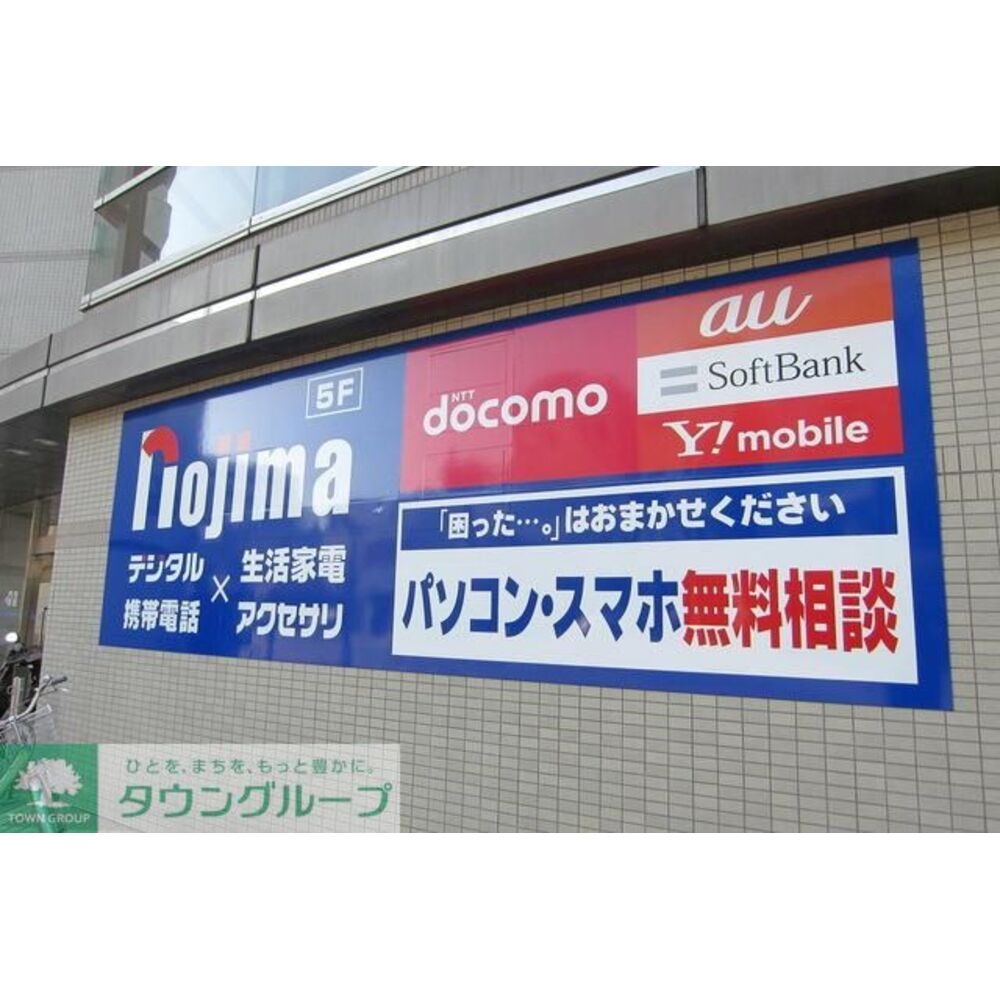 5F
nojima
デジタル
携帯電話
×
生活家電
アクセサリ
NTT
docomo
au
SoftBank
Y! mobile
「困った…。」はおまかせください
パソコン・スマホ無料相談
TOWN GROUP
ひとを、まちを、もっと豊かに。
タウングループ